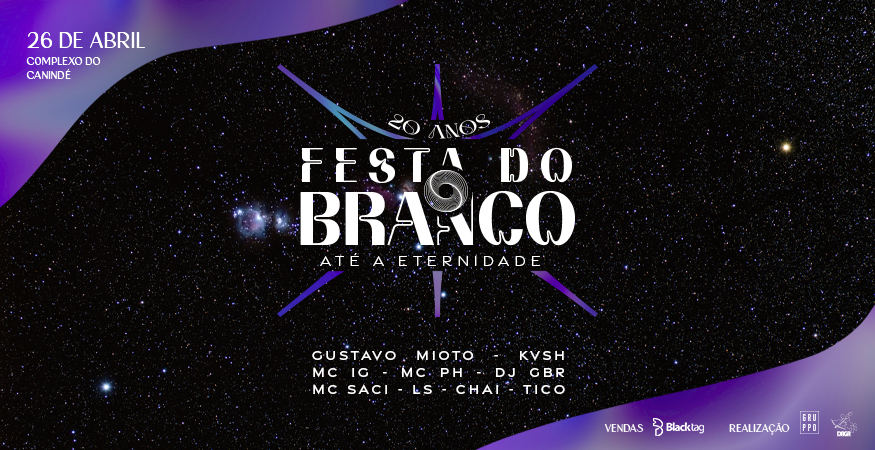 26 DE ABRIL
COMPLEXO DO
CANINDÉ
20 ANOS
FESTA DO
BRANCO
ATÉ A ETERNIDADE
GUSTAVO MIOTO - KVSH
MC IG - MC PH - DJ GBR
MC SACI - LS - CHAI - TICO
VENDAS Blacktag REALIZAÇÃO GRU
PPO
DRGR